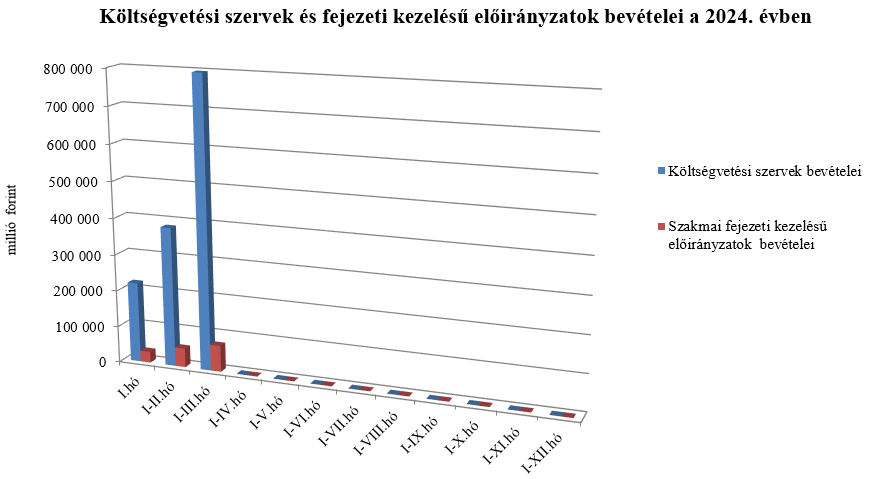 Költségvetési szervek és fejezeti kezelésű előirányzatok bevételei a 2024. évben
800 000
700 000
600 000
500 000
400 000
300 000
200 000
100 000
0
millió forint
I.hó
I-II.hó
I-III.hó
I-IV.hó
I-V.hó
I-VI.hó
I-VII.hó
I-VIII.hó
I-IX.hó
I-X.hó
I-XI.hó
I-XII.hó
Költségvetési szervek bevételei
Szakmai fejezeti kezelésű
előirányzatok bevételei